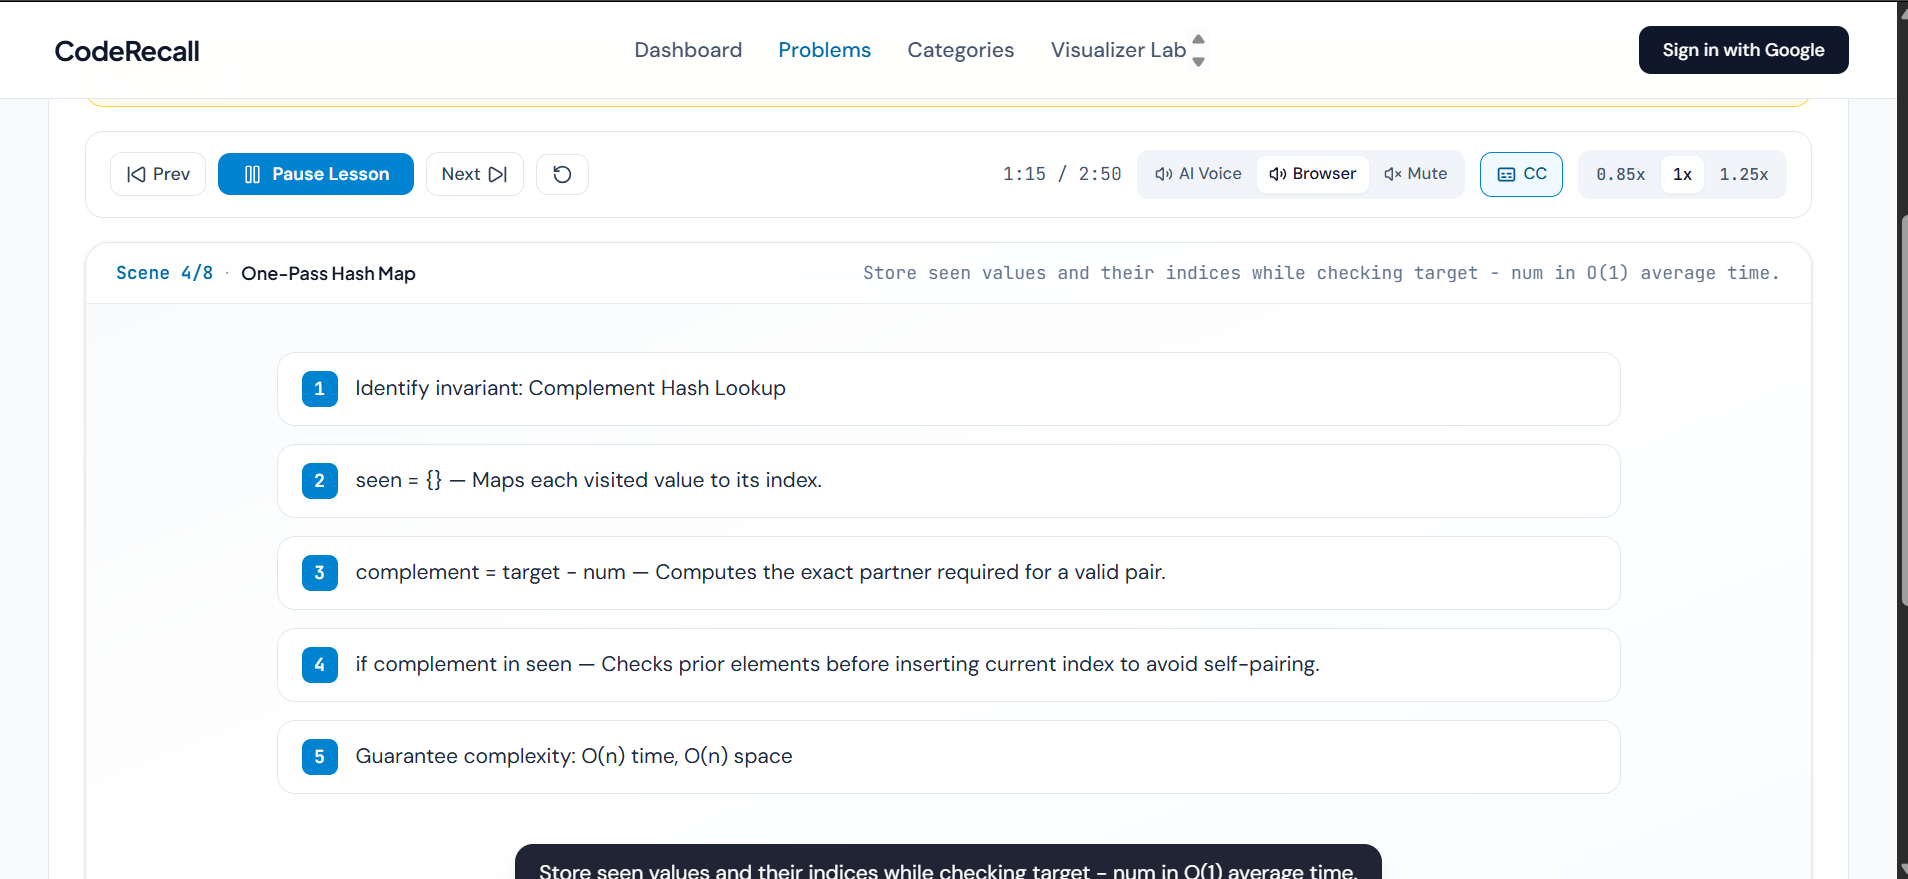 CodeRecall
Dashboard Problems Categories Visualizer Lab
Sign in with Google
Prev Pause Lesson Next
1:15 / 2:50 AI Voice Browser Mute CC 0.85x 1x 1.25x
Scene 4/8 · One-Pass Hash Map
Store seen values and their indices while checking target - num in O(1) average time.
1 Identify invariant: Complement Hash Lookup
2 seen = {} — Maps each visited value to its index.
3 complement = target - num — Computes the exact partner required for a valid pair.
4 if complement in seen — Checks prior elements before inserting current index to avoid self-pairing.
5 Guarantee complexity: O(n) time, O(n) space
Store seen values and their indices while checking target - num in O(1) average time.